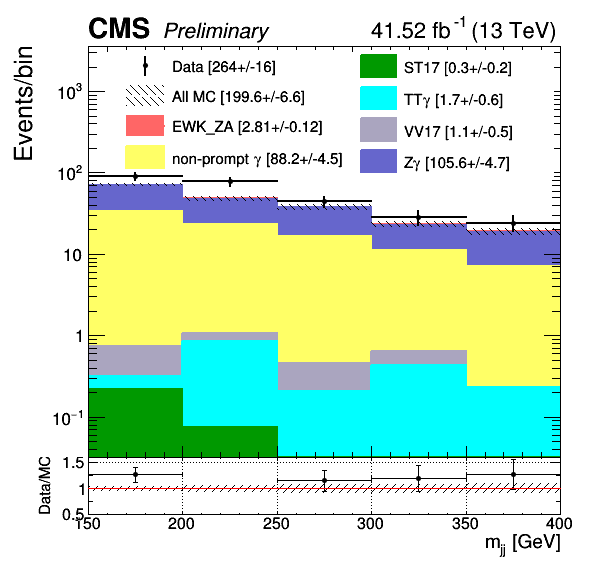 CMS Preliminary 41.52 fb⁻¹ (13 TeV)
Events/bin
Data [264+/-16]
All MC [199.6+/-6.6]
EWK_ZA [2.81+/-0.12]
non-prompt γ [88.2+/-4.5]
ST17 [0.3+/-0.2]
TTγ [1.7+/-0.6]
VV17 [1.1+/-0.5]
Zγ [105.6+/-4.7]
10³
10²
10
1
10⁻¹
Data/MC
1.5
1
0.5
150 200 250 300 350 400
m_jj [GeV]